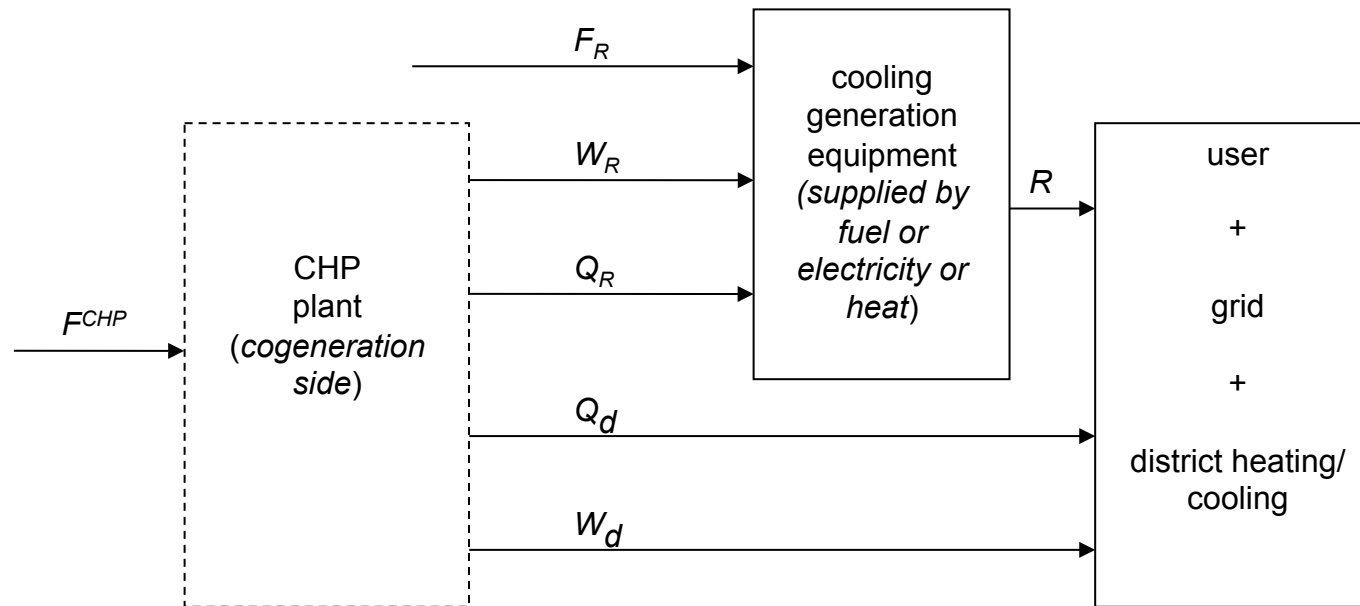 F_R
cooling
generation
equipment
(supplied by
fuel or
electricity or
heat)
W_R
Q_R
R
user
+
grid
+
district heating/
cooling
CHP
plant
(cogeneration
side)
F^CHP
Q_d
W_d